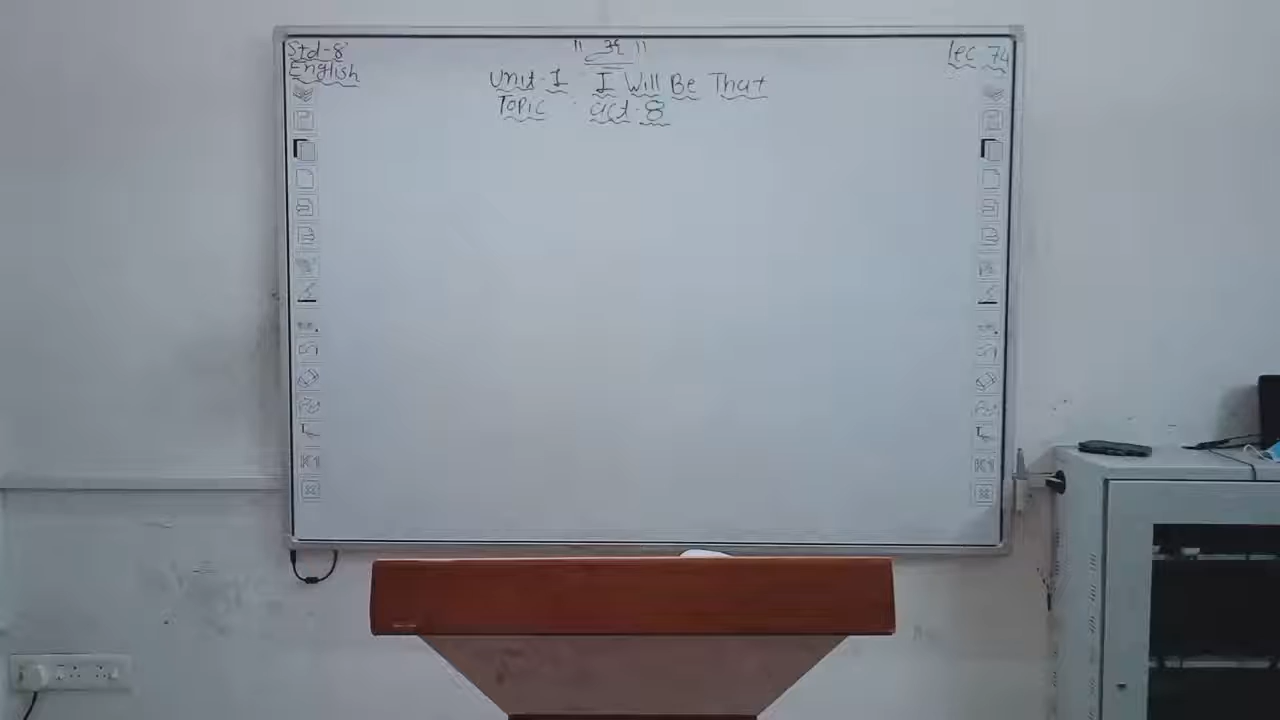 Std-8
English
" ૐ "
Unit-1 I Will Be That
Topic : act-8
Lec 74